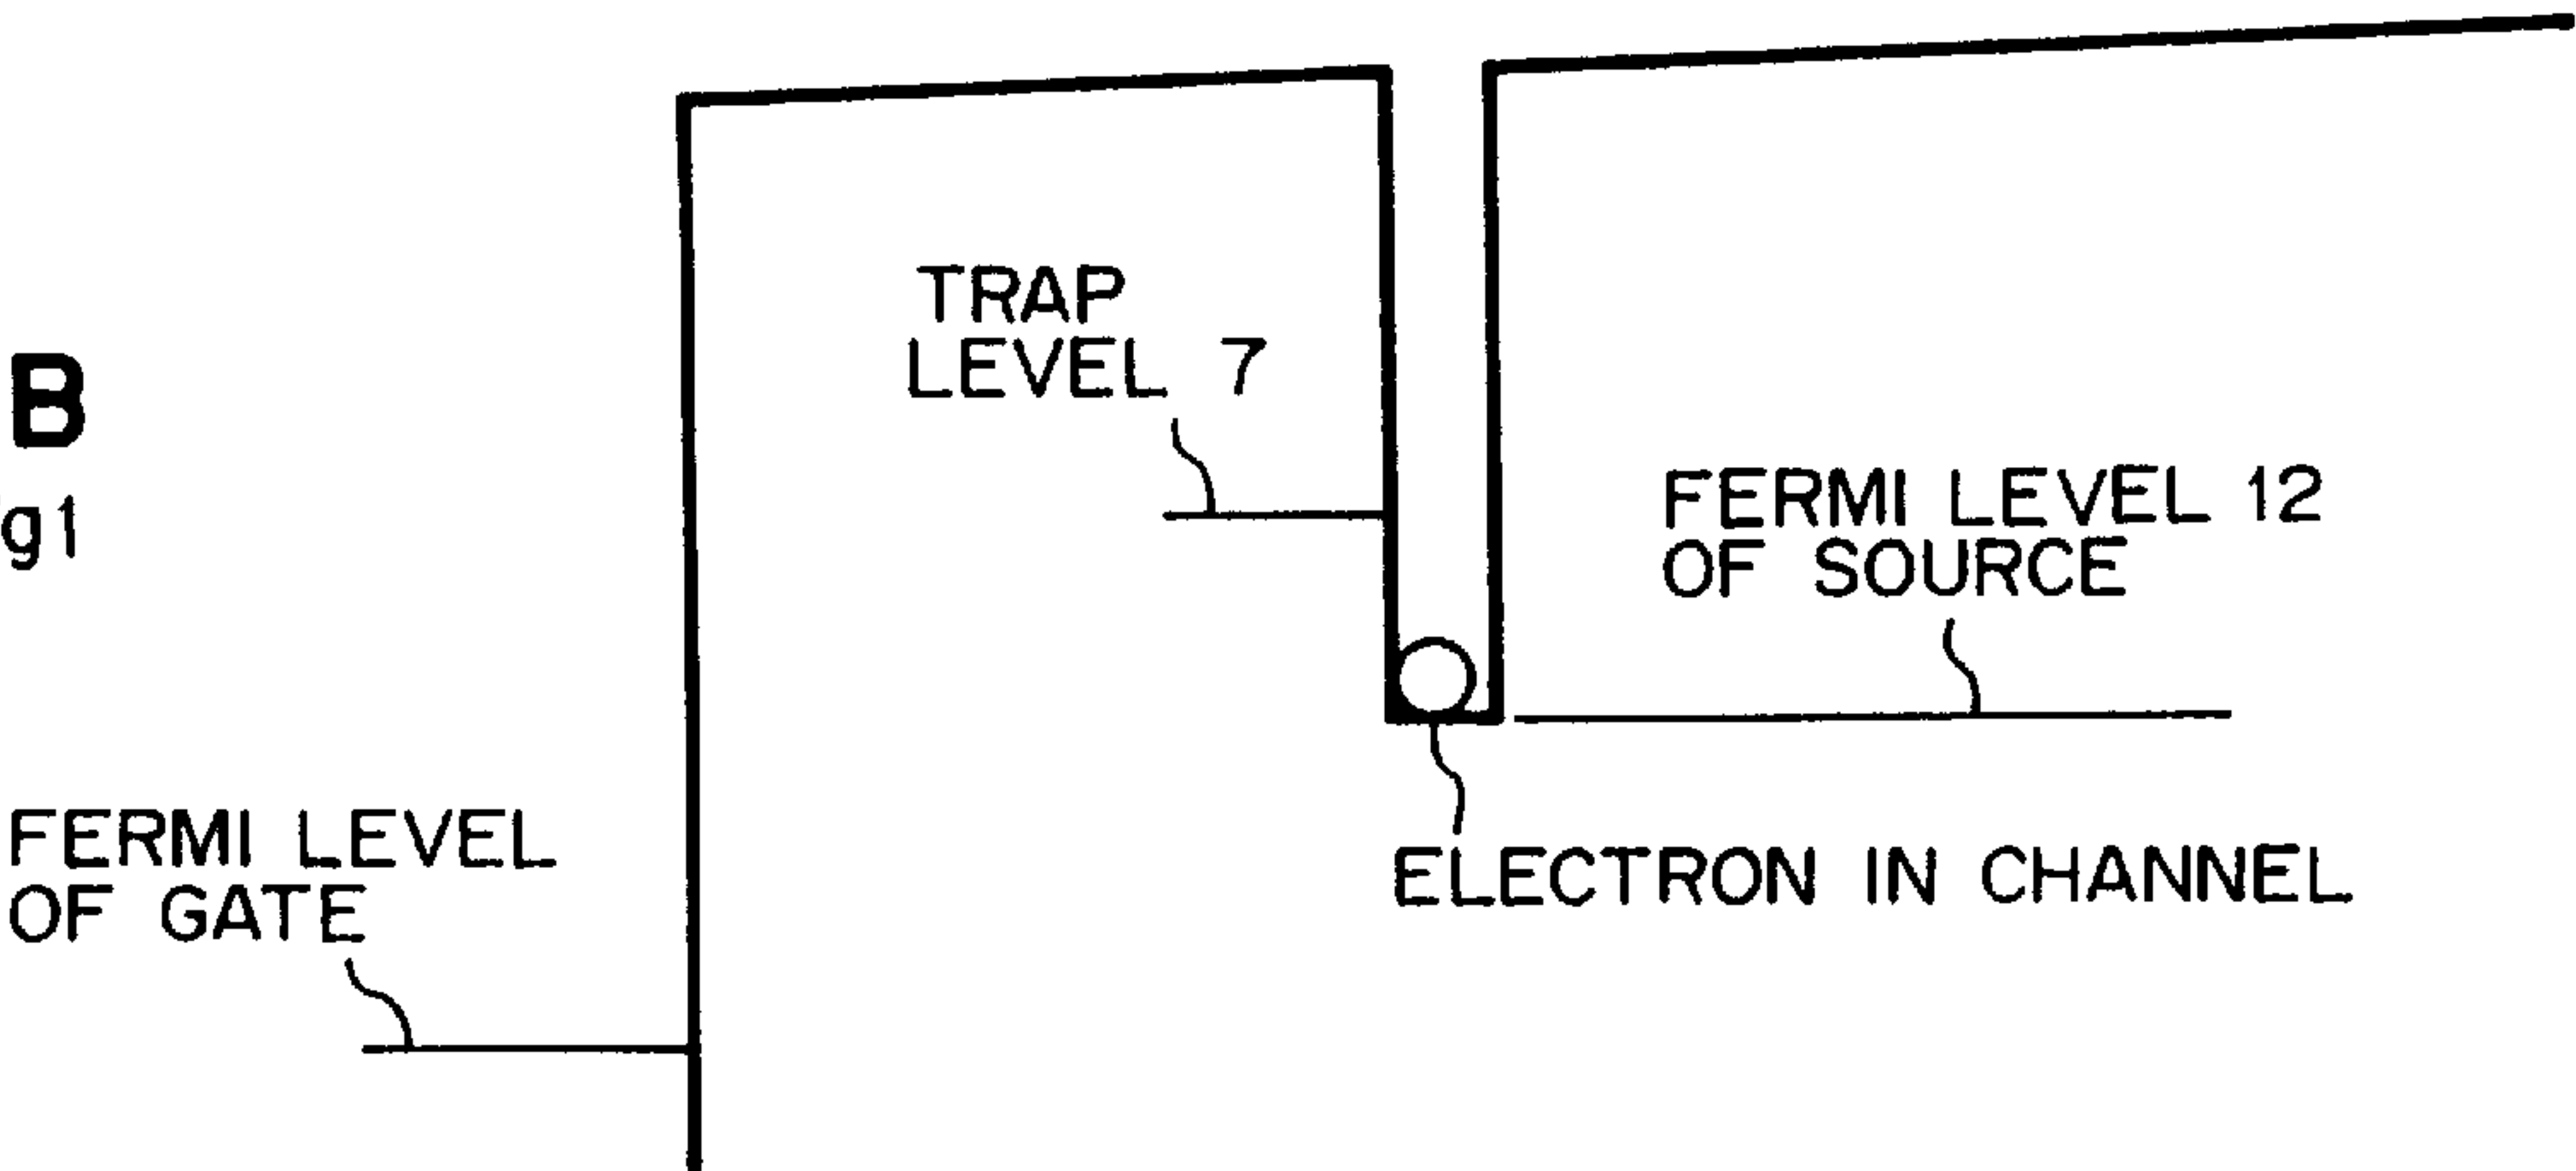 B
g1
TRAP
LEVEL 7
FERMI LEVEL 12
OF SOURCE
FERMI LEVEL
OF GATE
ELECTRON IN CHANNEL